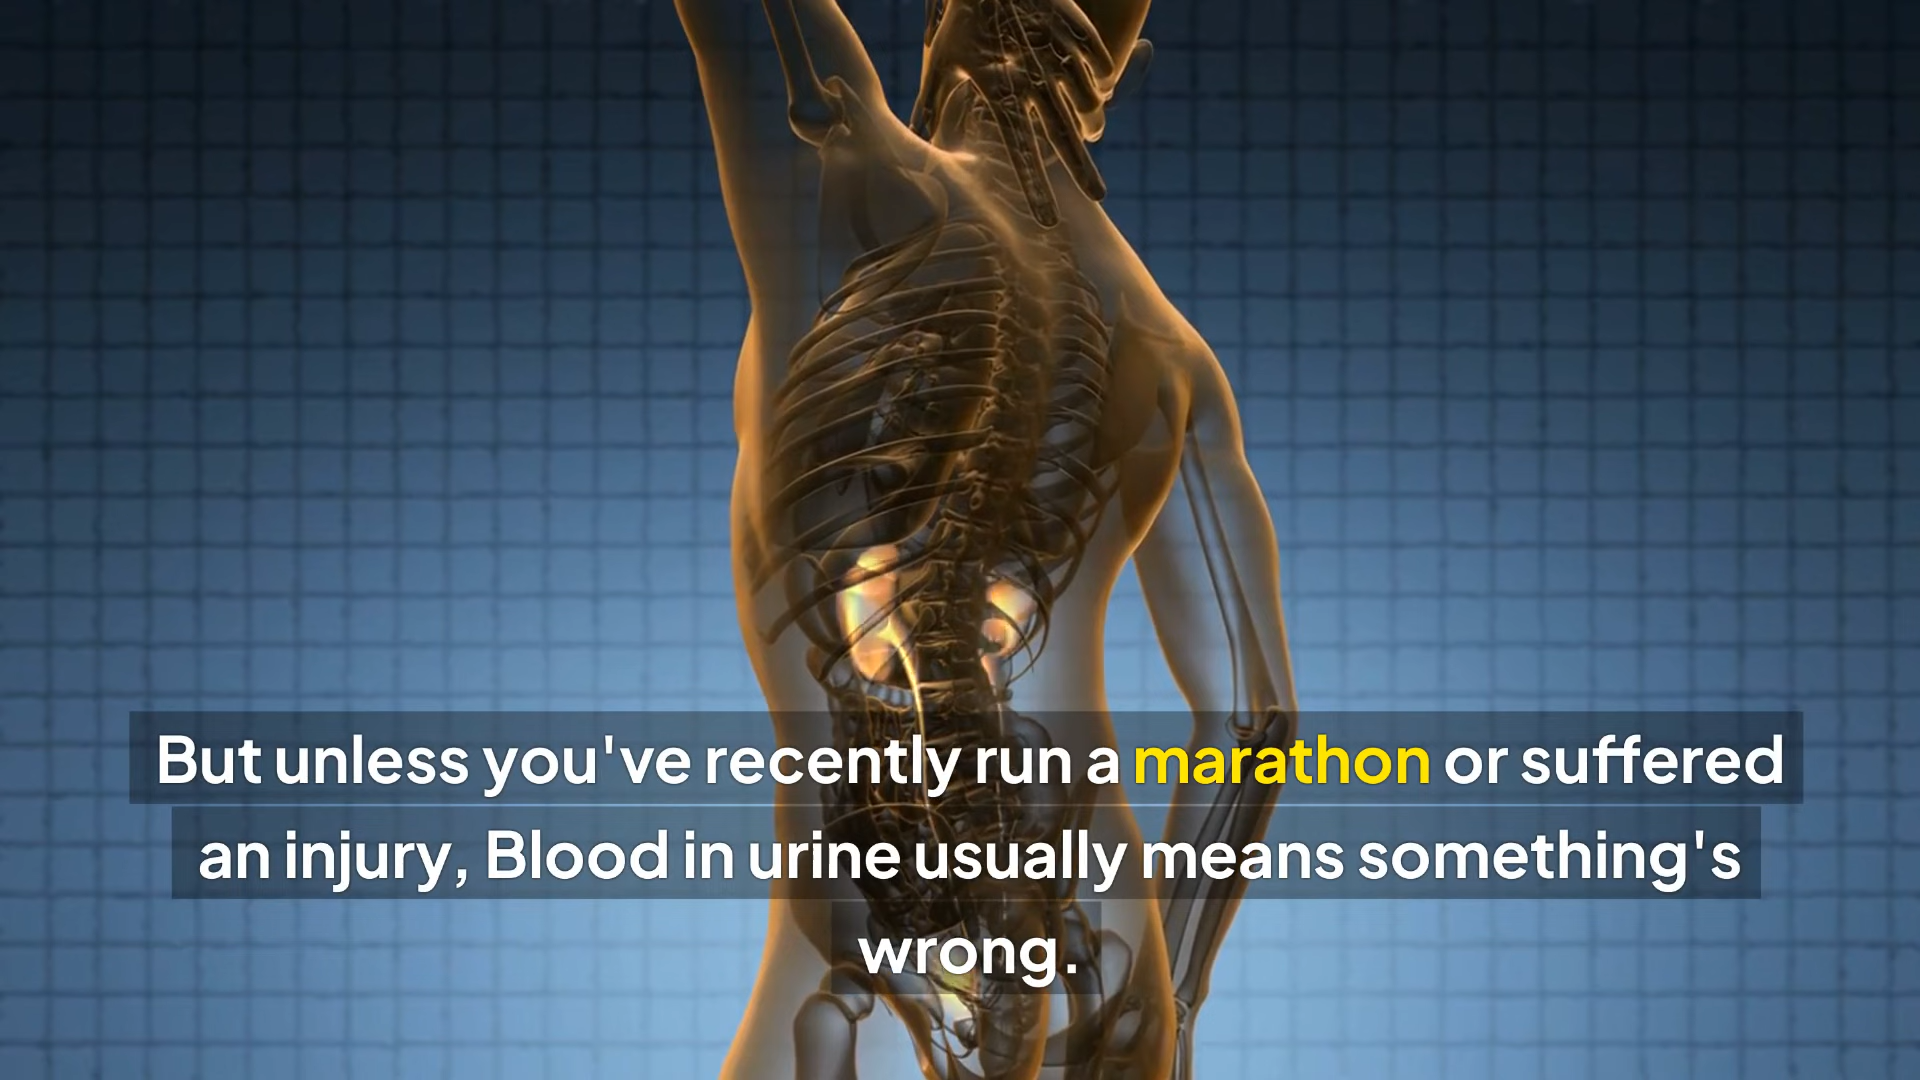 But unless you've recently run a marathon or suffered
an injury, Blood in urine usually means something's
wrong.